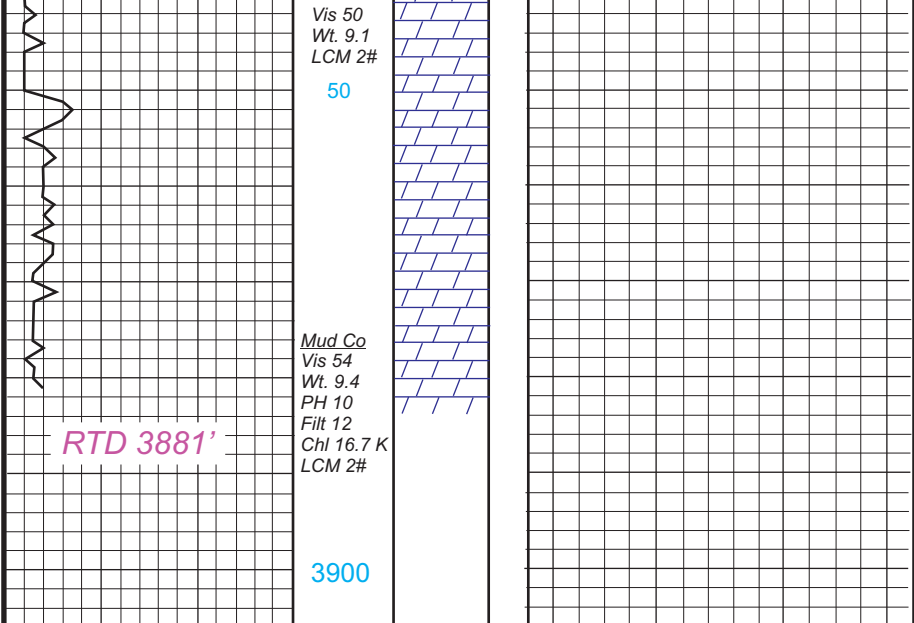 Vis 50
Wt. 9.1
LCM 2#
50
Mud Co
Vis 54
Wt. 9.4
PH 10
Filt 12
Chl 16.7 K
LCM 2#
RTD 3881’
3900